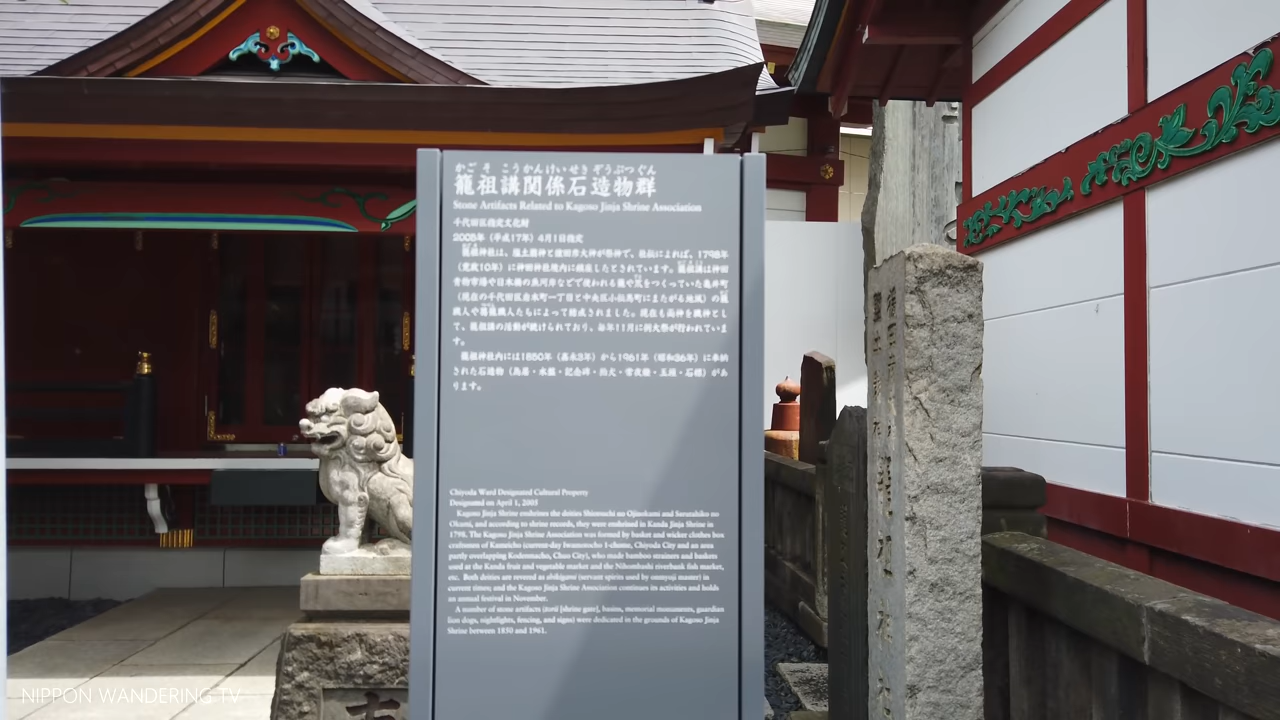 かごそこうかんけいせきぞうぶつぐん
籠祖講関係石造物群
Stone Artifacts Related to Kagoso Jinja Shrine Association
千代田区指定文化財
2005年（平成17年）4月1日指定
籠祖神社は、塩土翁神と猿田彦大神が祭神で、社伝によれば、1798年
（寛政10年）に神田神社境内に鎮座したとされています。籠祖講は神田
青物市場や日本橋の魚河岸などで使われる籠や笊をつくっていた亀井町
（現在の千代田区岩本町一丁目と中央区小伝馬町にまたがる地域）の籠
職人や葛籠職人たちによって結成されました。現在も両神を職神とし
て、籠祖講の活動が続けられており、毎年11月に例大祭が行われていま
す。
籠祖神社内には1850年（嘉永3年）から1961年（昭和36年）に奉納
された石造物（鳥居・水盤・記念碑・狛犬・常夜燈・玉垣・石標）があ
ります。
Chiyoda Ward Designated Cultural Property
Designated on April 1, 2005
Kagoso Jinja Shrine enshrines the deities Shiotsuchi no Ojinokami and Sarutahiko no
Okami, and according to shrine records, they were enshrined in Kanda Jinja Shrine in
1798. The Kagoso Jinja Shrine Association was formed by basket and wicker clothes box
craftsmen of Kameicho (current-day Iwamotocho 1-chome, Chiyoda City and an area
partly overlapping Kodenmacho, Chuo City), who made bamboo strainers and baskets
used at the Kanda fruit and vegetable market and the Nihombashi riverbank fish market,
etc. Both deities are revered as shikigami (servant spirits used by onmyoji master) in
current times; and the Kagoso Jinja Shrine Association continues its activities and holds
an annual festival in November.
A number of stone artifacts (torii [shrine gate], basins, memorial monuments, guardian
lion dogs, nightlights, fencing, and signs) were dedicated in the grounds of Kagoso Jinja
Shrine between 1850 and 1961.
NIPPON WANDERING TV